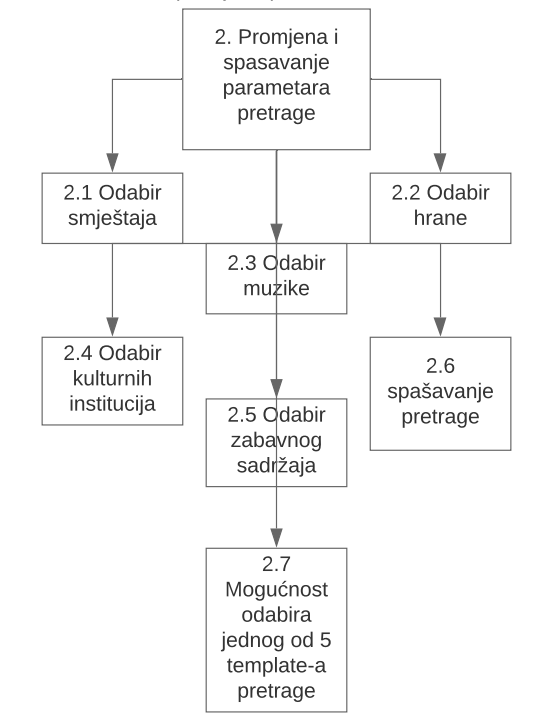 2. Promjena i
spasavanje
parametara
pretrage
2.1 Odabir
smještaja
2.2 Odabir
hrane
2.3 Odabir
muzike
2.4 Odabir
kulturnih
institucija
2.5 Odabir
zabavnog
sadržaja
2.6
spašavanje
pretrage
2.7
Mogućnost
odabira
jednog od 5
template-a
pretrage